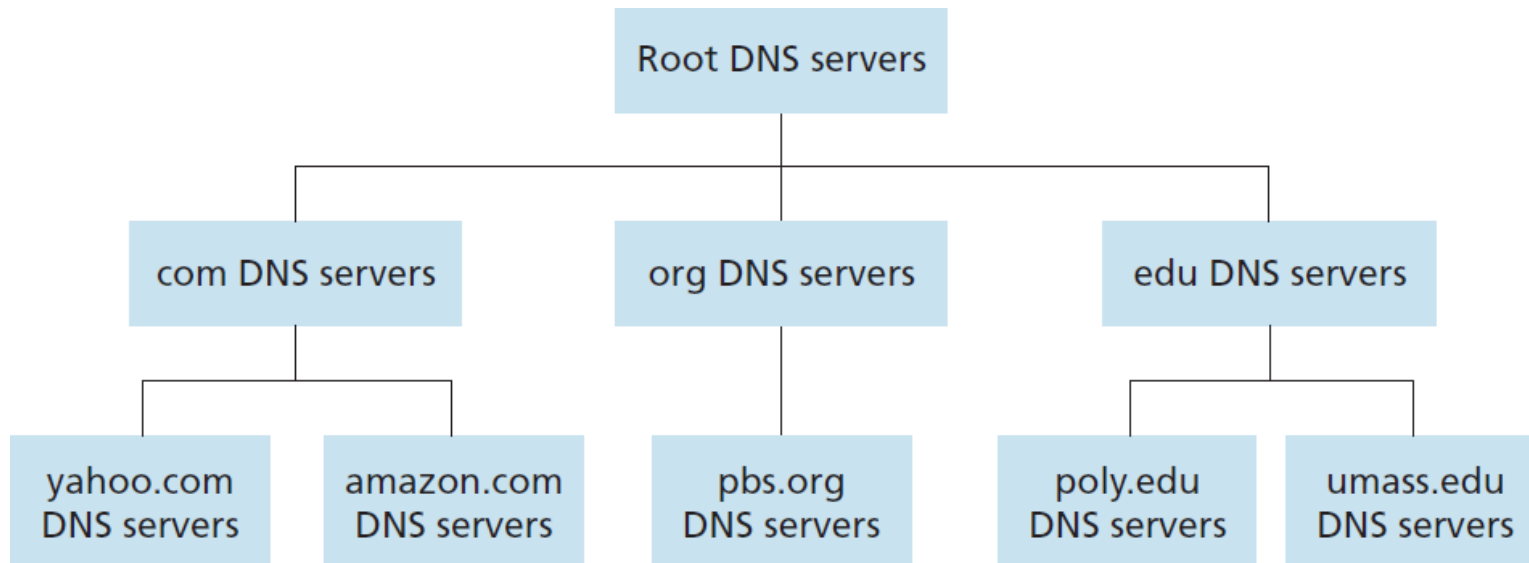 Root DNS servers
com DNS servers
org DNS servers
edu DNS servers
yahoo.com
DNS servers
amazon.com
DNS servers
pbs.org
DNS servers
poly.edu
DNS servers
umass.edu
DNS servers